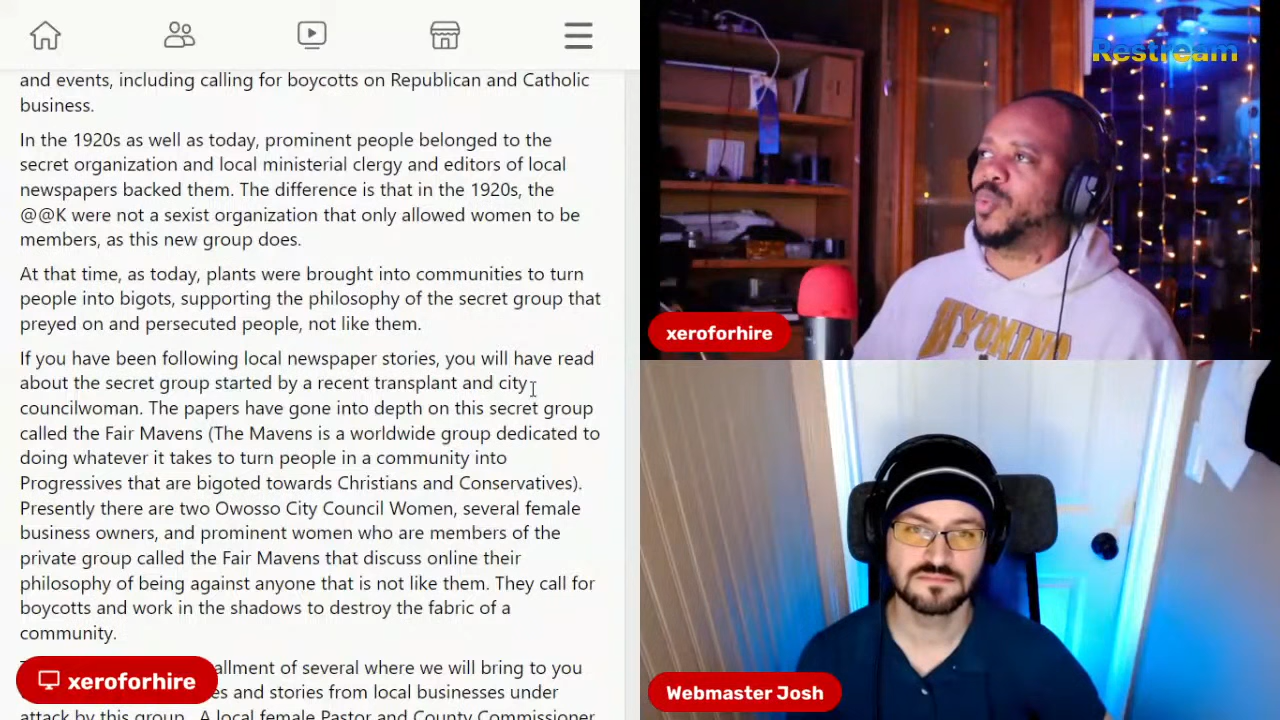 and events, including calling for boycotts on Republican and Catholic
business.
In the 1920s as well as today, prominent people belonged to the
secret organization and local ministerial clergy and editors of local
newspapers backed them. The difference is that in the 1920s, the
@@K were not a sexist organization that only allowed women to be
members, as this new group does.
At that time, as today, plants were brought into communities to turn
people into bigots, supporting the philosophy of the secret group that
preyed on and persecuted people, not like them.
If you have been following local newspaper stories, you will have read
about the secret group started by a recent transplant and city
councilwoman. The papers have gone into depth on this secret group
called the Fair Mavens (The Mavens is a worldwide group dedicated to
doing whatever it takes to turn people in a community into
Progressives that are bigoted towards Christians and Conservatives).
Presently there are two Owosso City Council Women, several female
business owners, and prominent women who are members of the
private group called the Fair Mavens that discuss online their
philosophy of being against anyone that is not like them. They call for
boycotts and work in the shadows to destroy the fabric of a
community.
allment of several where we will bring to you
es and stories from local businesses under
attack by this group. A local female Pastor and County Commissioner
xeroforhire
Restream
WYOMING
xeroforhire
Webmaster Josh